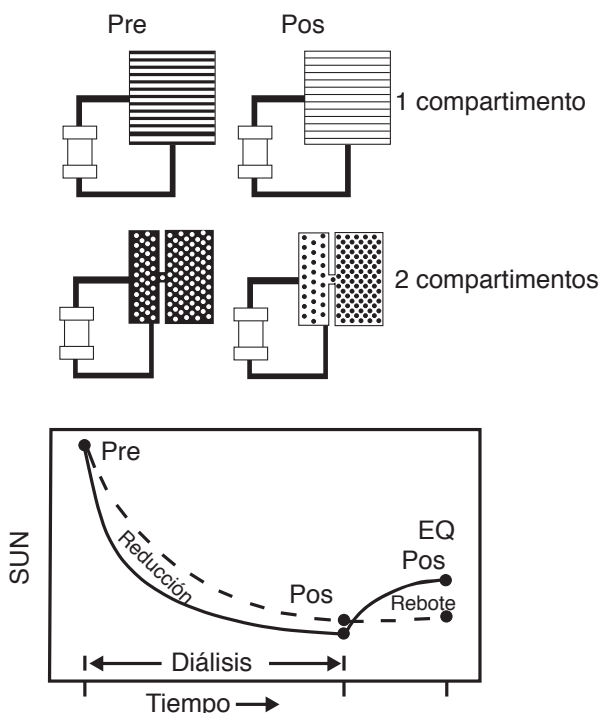 Pre
Pos
1 compartimento
2 compartimentos
Pre
EQ
Pos
SUN
Reducción
Pos
Rebote
Diálisis
Tiempo